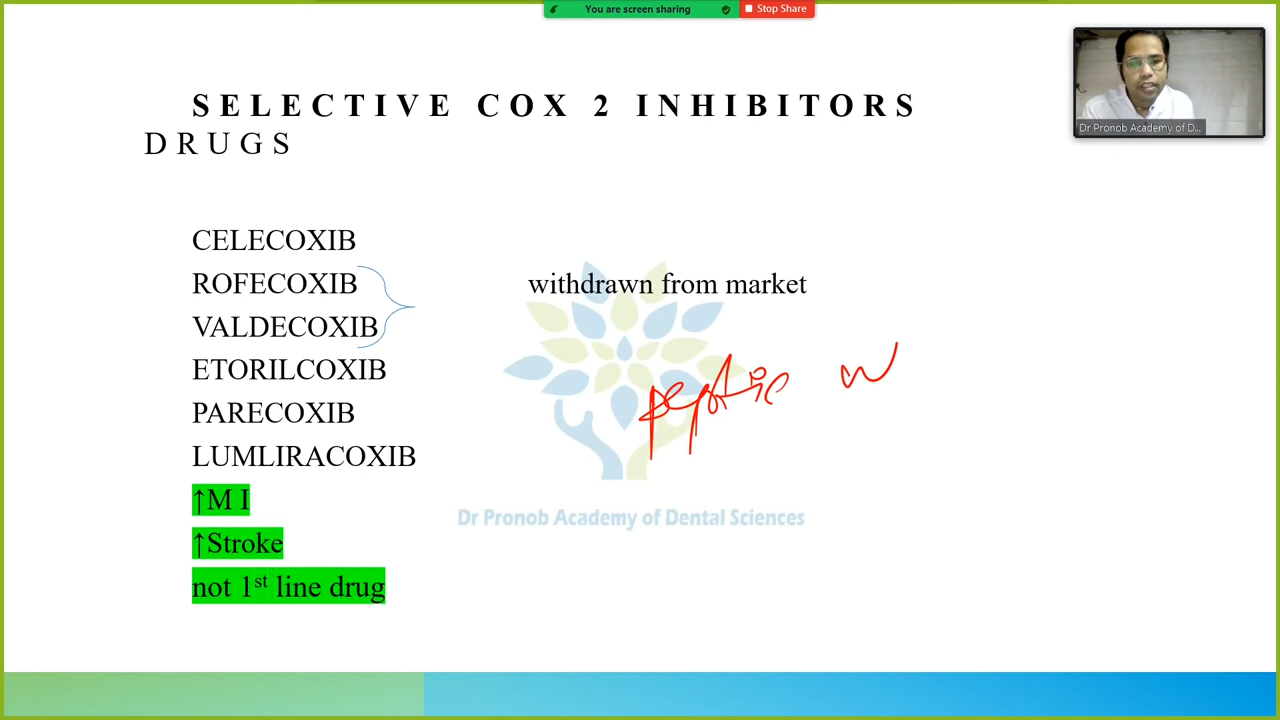 You are screen sharing Stop Share
SELECTIVE COX 2 INHIBITORS
DRUGS
Dr Pronob Academy of D...
CELECOXIB
ROFECOXIB withdrawn from market
VALDECOXIB
ETORILCOXIB
PARECOXIB
peptic
LUMLIRACOXIB
↑M I
Dr Pronob Academy of Dental Sciences
↑Stroke
not 1st line drug